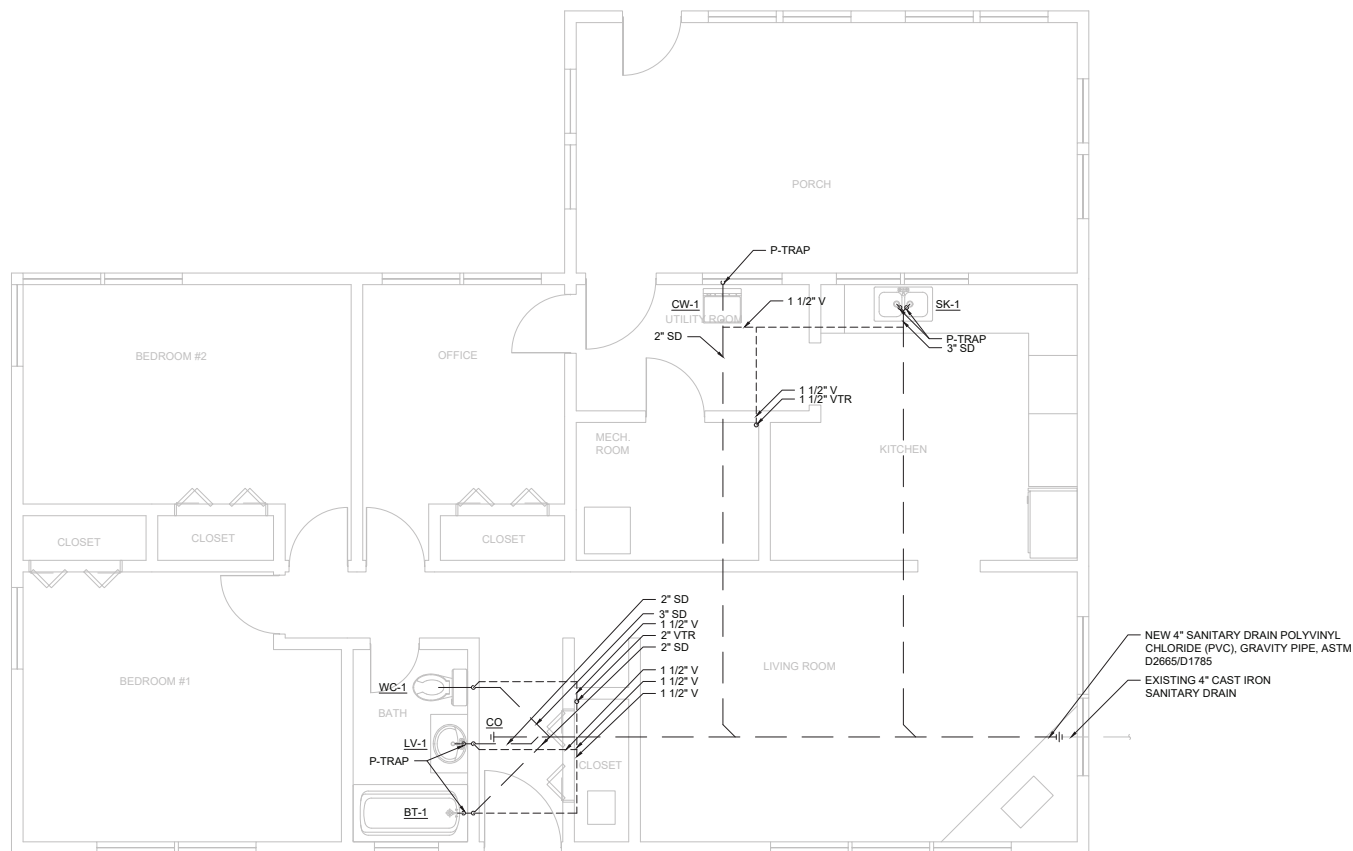 PORCH
P-TRAP
CW-1
UTILITY ROOM
1 1/2" V
SK-1
2" SD
P-TRAP
3" SD
BEDROOM #2
OFFICE
1 1/2" V
1 1/2" VTR
MECH.
ROOM
KITCHEN
CLOSET
CLOSET
CLOSET
2" SD
3" SD
1 1/2" V
2" VTR
2" SD
1 1/2" V
1 1/2" V
1 1/2" V
BEDROOM #1
WC-1
BATH
CO
LV-1
P-TRAP
BT-1
CLOSET
LIVING ROOM
NEW 4" SANITARY DRAIN POLYVINYL
CHLORIDE (PVC), GRAVITY PIPE, ASTM
D2665/D1785
EXISTING 4" CAST IRON
SANITARY DRAIN